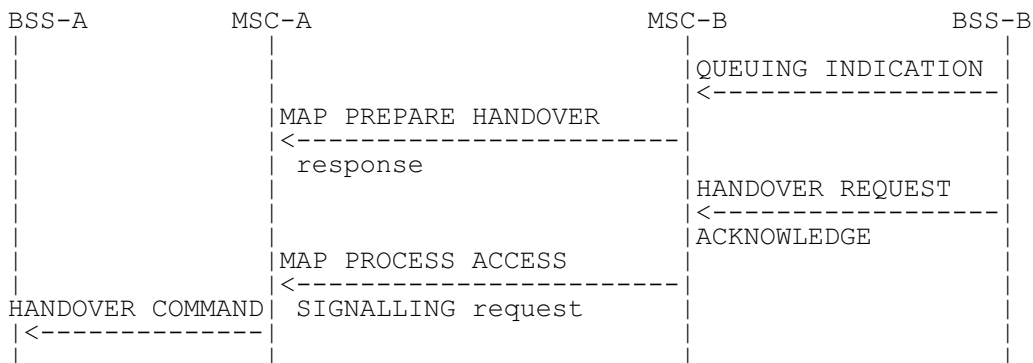 BSS-A MSC-A MSC-B BSS-B
QUEUING INDICATION
MAP PREPARE HANDOVER
response
HANDOVER REQUEST
ACKNOWLEDGE
MAP PROCESS ACCESS
HANDOVER COMMAND SIGNALLING request